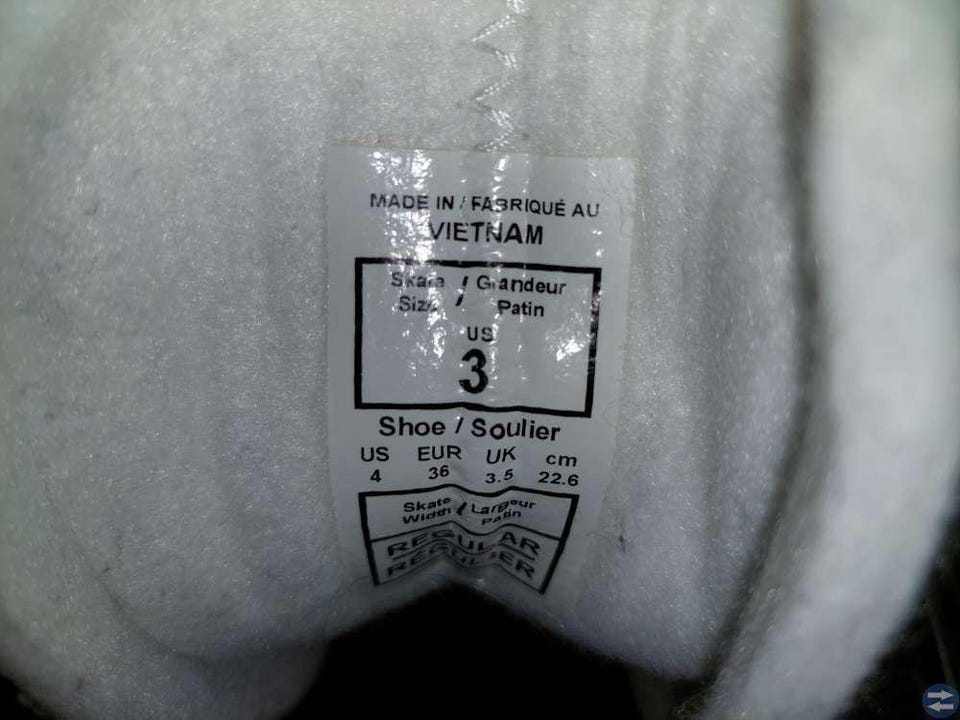 MADE IN / FABRIQUÉ AU
VIETNAM
Skate / Grandeur
Size Patin
US
3
Shoe / Soulier
US EUR UK cm
4 36 3.5 22.6
Skate / Largeur
Width Patin
REGULAR
RÉGULIER